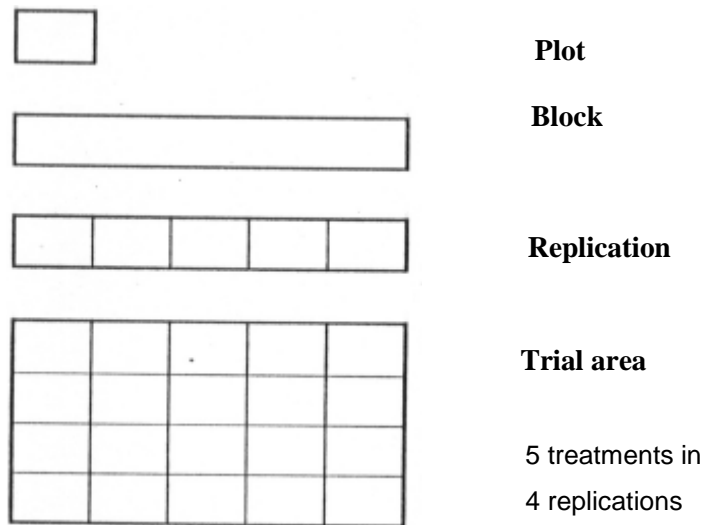 Plot
Block
Replication
Trial area
5 treatments in
4 replications